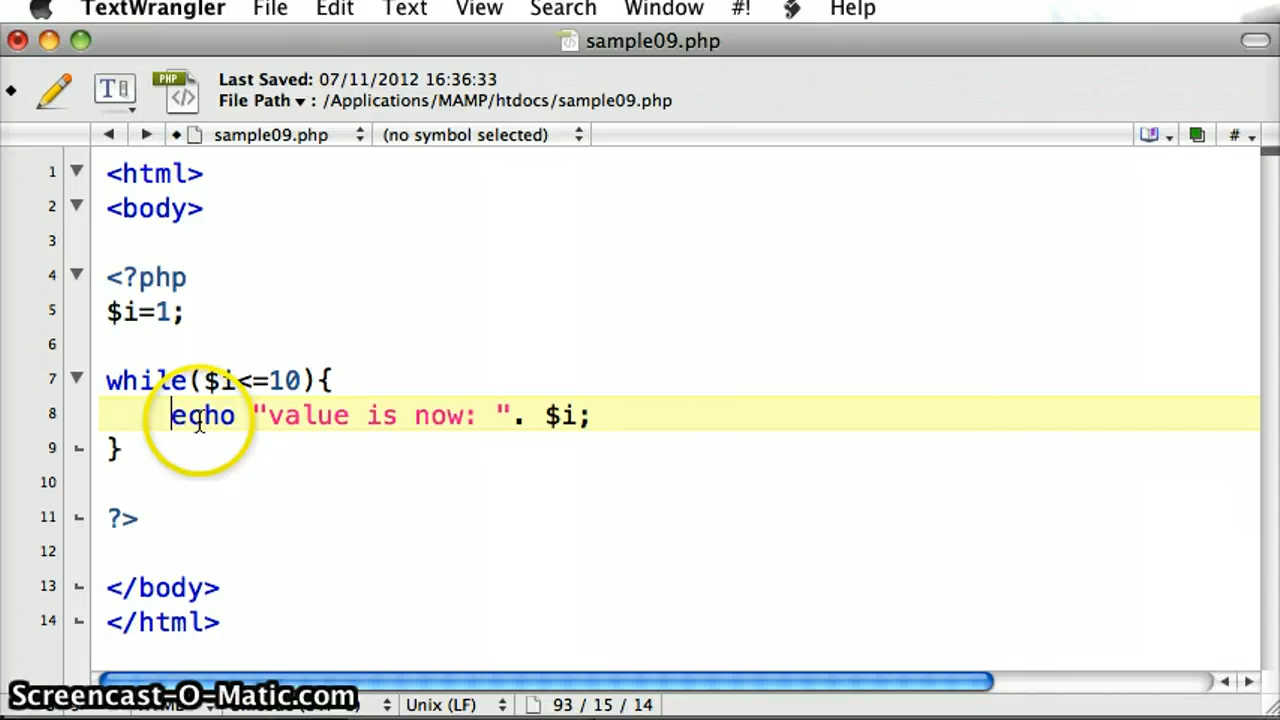 TextWrangler File Edit Text View Search Window #! Help
sample09.php
Last Saved: 07/11/2012 16:36:33
File Path : /Applications/MAMP/htdocs/sample09.php
PHP
sample09.php (no symbol selected) #
1 <html>
2 <body>
3
4 <?php
5 $i=1;
6
7 while($i<=10){
8 echo "value is now: ". $i;
9 }
10
11 ?>
12
13 </body>
14 </html>
Screencast-O-Matic.com
Unix (LF) 93 / 15 / 14